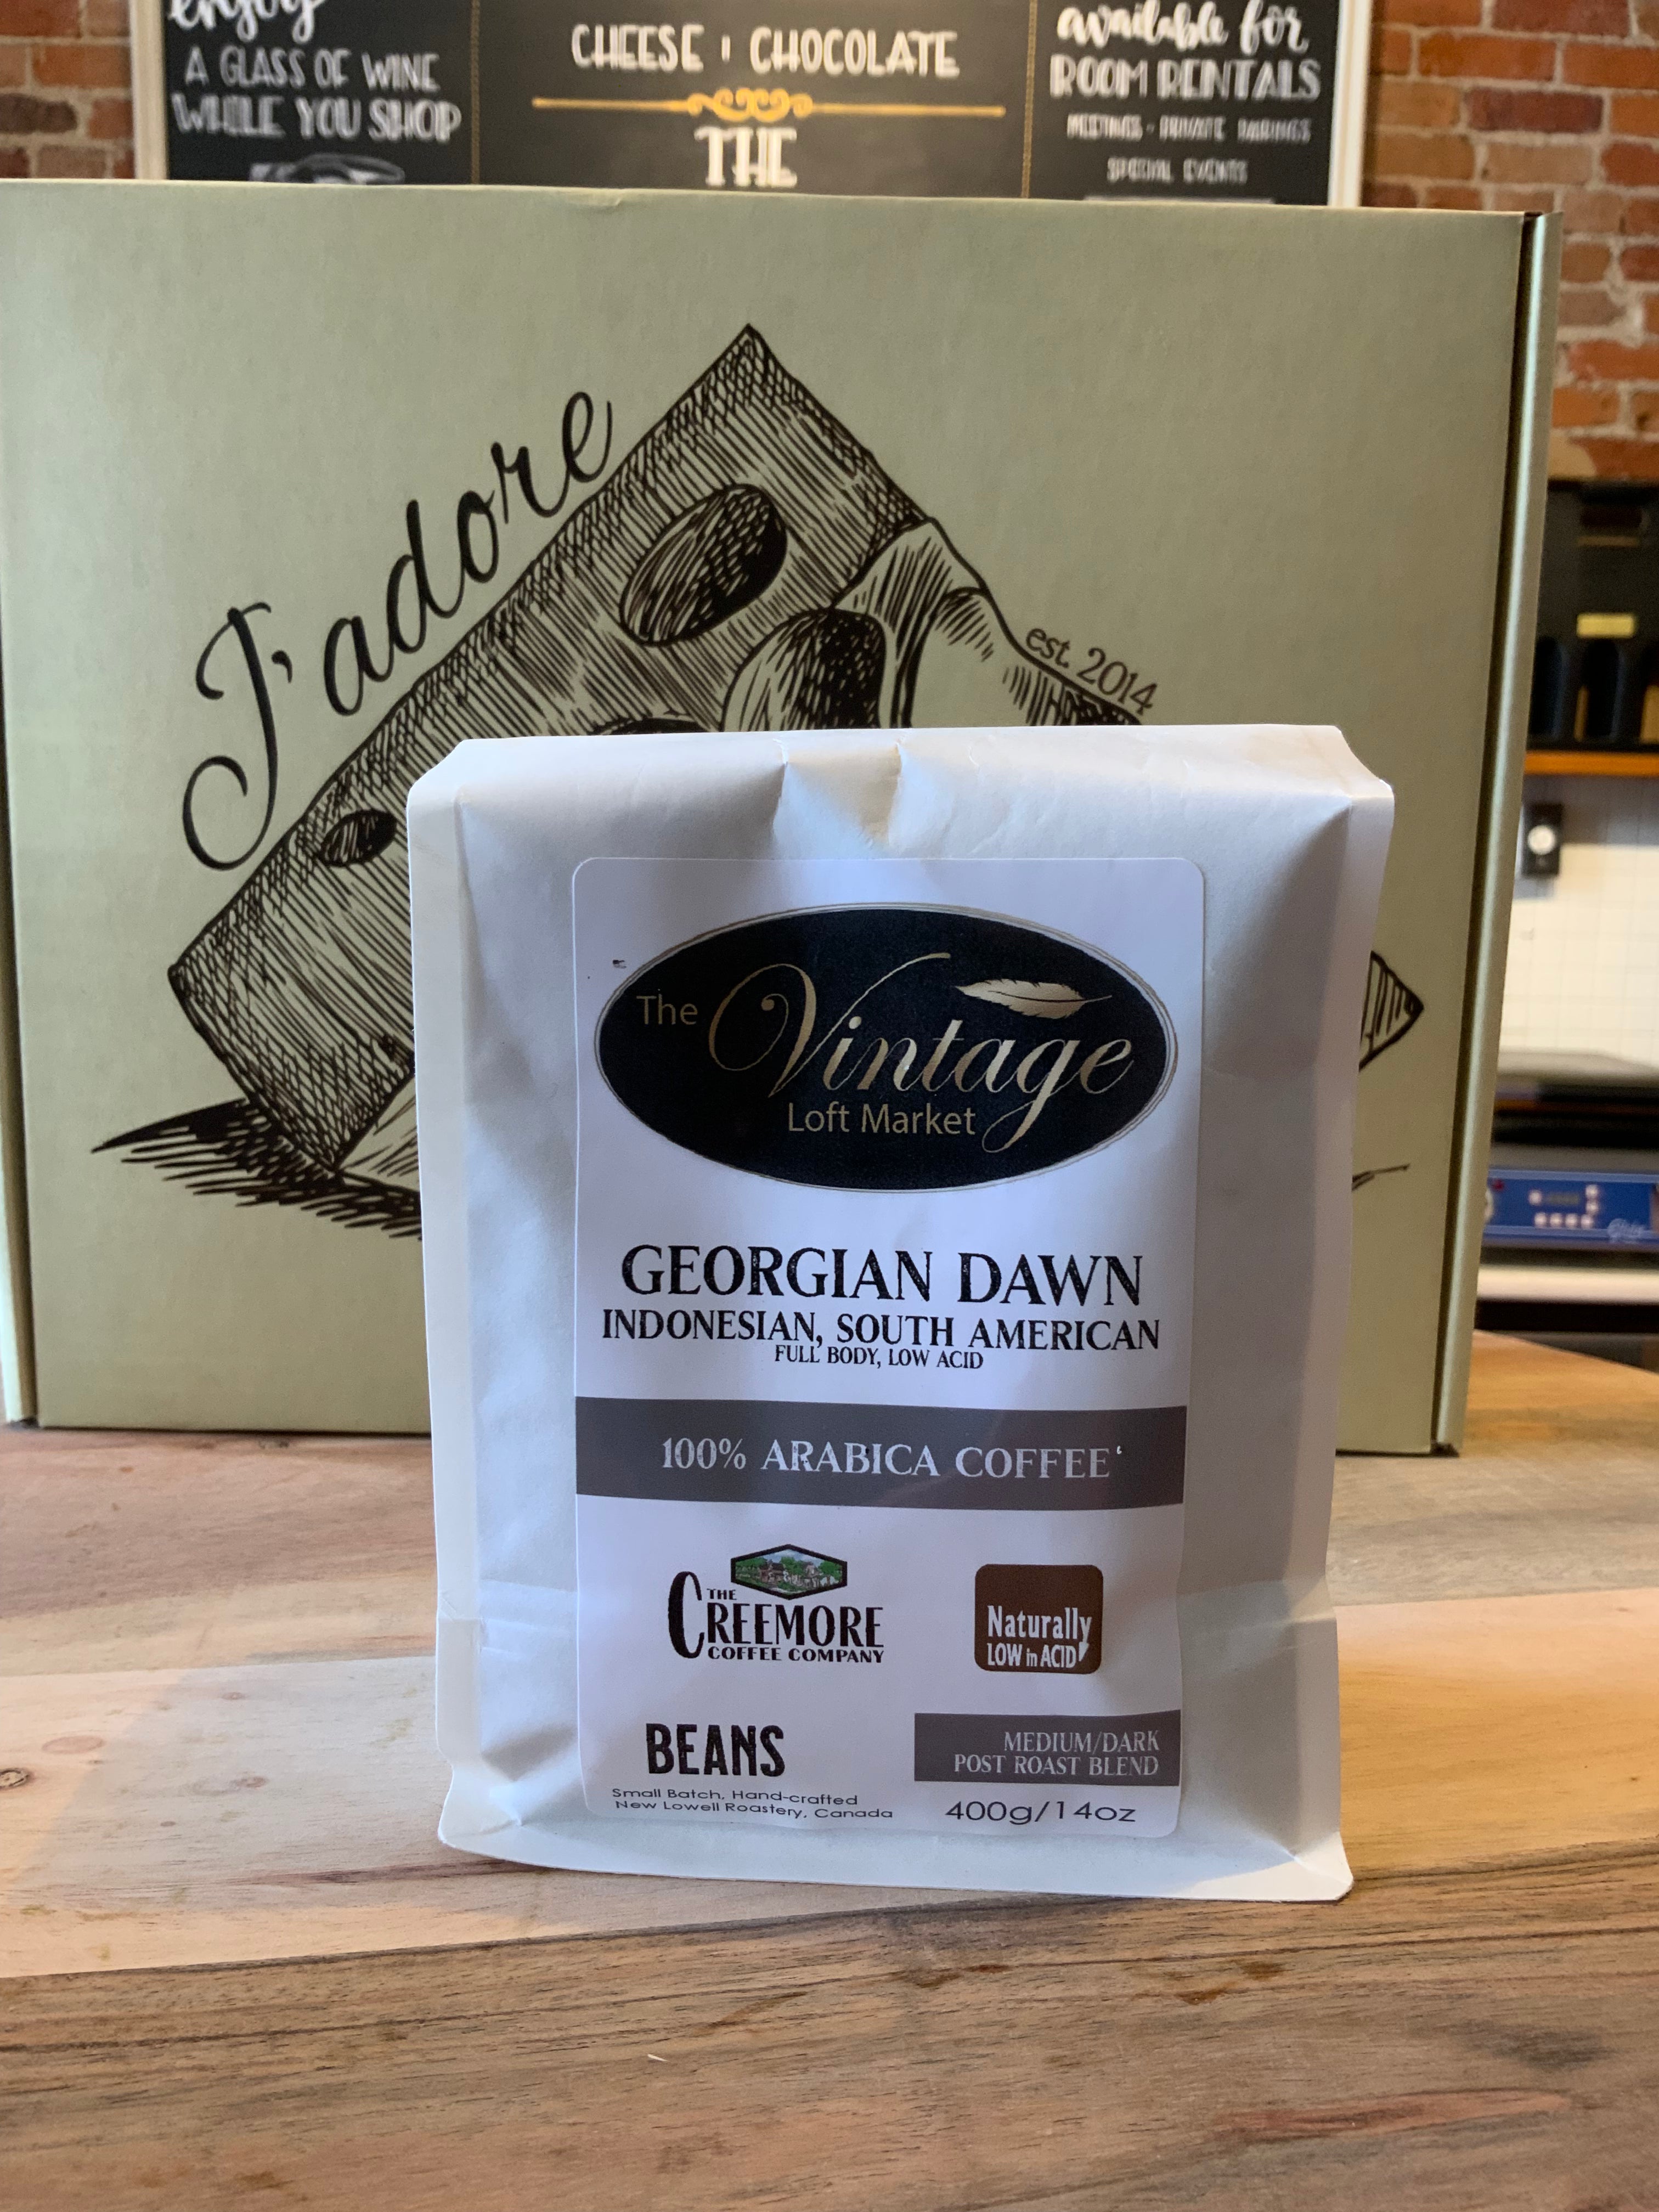 enjoy
A GLASS OF WINE
WHILE YOU SHOP
CHEESE | CHOCOLATE
THE
available for
ROOM RENTALS
MEETINGS - PRIVATE PAIRINGS
SPECIAL EVENTS
J'adore
est. 2014
The Vintage
Loft Market
GEORGIAN DAWN
INDONESIAN, SOUTH AMERICAN
FULL BODY, LOW ACID
100% ARABICA COFFEE
THE
CREEMORE
COFFEE COMPANY
Naturally
LOW in ACID
BEANS
Small Batch, Hand-crafted
New Lowell Roastery, Canada
MEDIUM/DARK
POST ROAST BLEND
400g/14oz